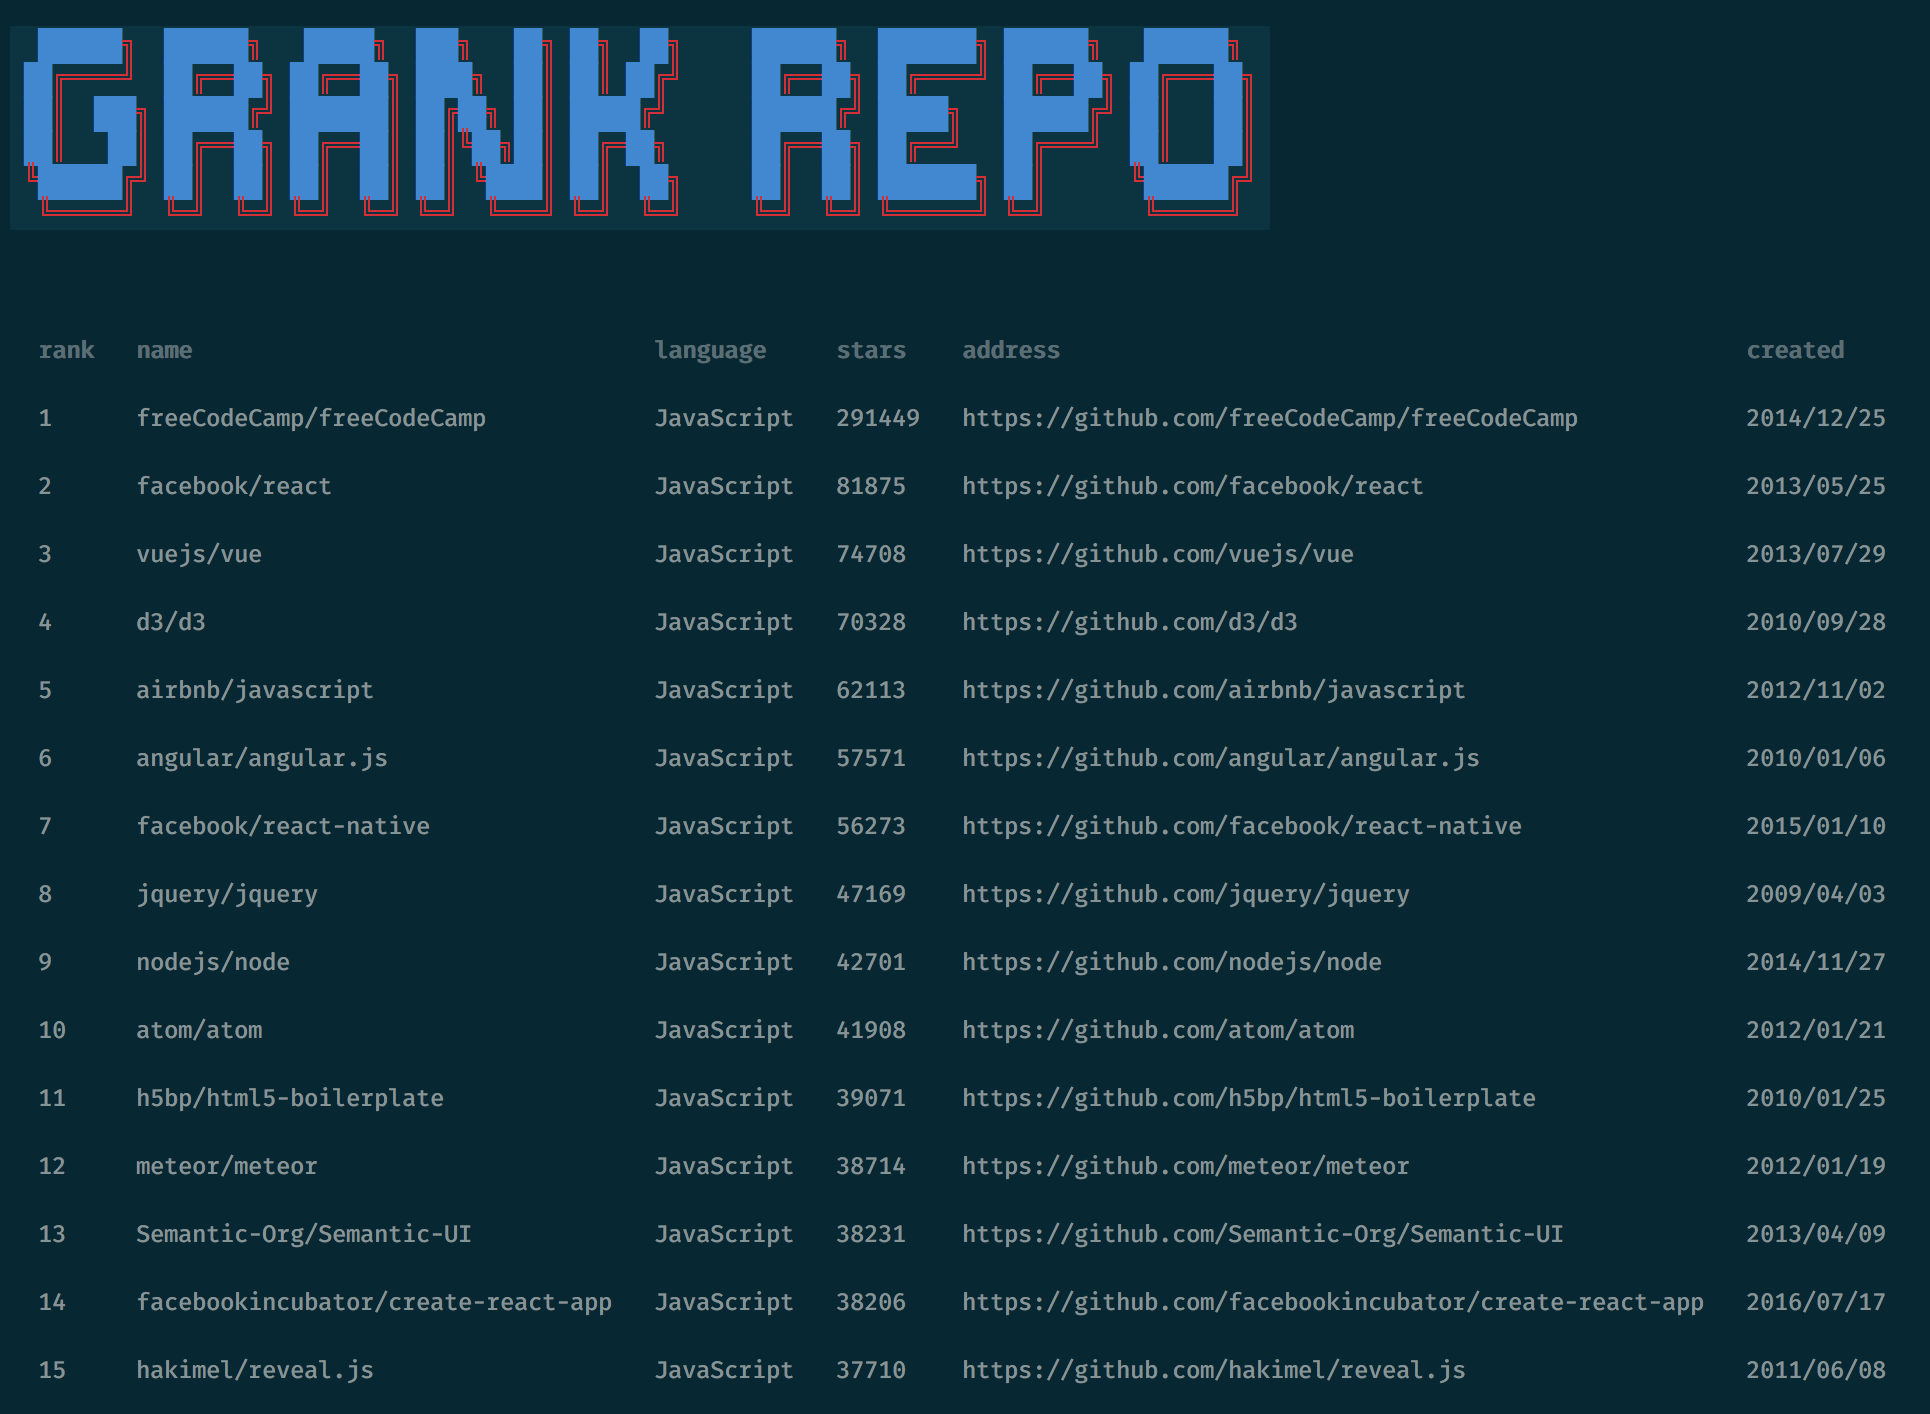 GRANK REPO
rank name language stars address created
1 freeCodeCamp/freeCodeCamp JavaScript 291449 https://github.com/freeCodeCamp/freeCodeCamp 2014/12/25
2 facebook/react JavaScript 81875 https://github.com/facebook/react 2013/05/25
3 vuejs/vue JavaScript 74708 https://github.com/vuejs/vue 2013/07/29
4 d3/d3 JavaScript 70328 https://github.com/d3/d3 2010/09/28
5 airbnb/javascript JavaScript 62113 https://github.com/airbnb/javascript 2012/11/02
6 angular/angular.js JavaScript 57571 https://github.com/angular/angular.js 2010/01/06
7 facebook/react-native JavaScript 56273 https://github.com/facebook/react-native 2015/01/10
8 jquery/jquery JavaScript 47169 https://github.com/jquery/jquery 2009/04/03
9 nodejs/node JavaScript 42701 https://github.com/nodejs/node 2014/11/27
10 atom/atom JavaScript 41908 https://github.com/atom/atom 2012/01/21
11 h5bp/html5-boilerplate JavaScript 39071 https://github.com/h5bp/html5-boilerplate 2010/01/25
12 meteor/meteor JavaScript 38714 https://github.com/meteor/meteor 2012/01/19
13 Semantic-Org/Semantic-UI JavaScript 38231 https://github.com/Semantic-Org/Semantic-UI 2013/04/09
14 facebookincubator/create-react-app JavaScript 38206 https://github.com/facebookincubator/create-react-app 2016/07/17
15 hakimel/reveal.js JavaScript 37710 https://github.com/hakimel/reveal.js 2011/06/08